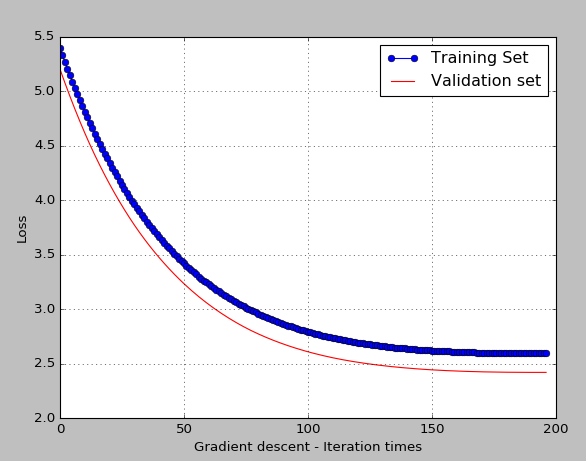 5.5
5.0
4.5
4.0
3.5
3.0
2.5
2.0
Loss
Training Set
Validation set
0 50 100 150 200
Gradient descent - Iteration times